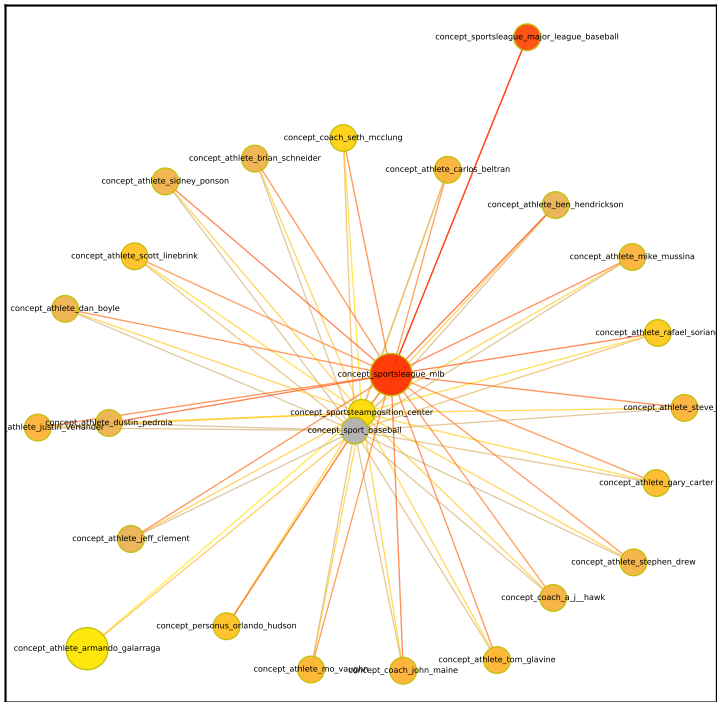 concept_sportsleague_major_league_baseball
concept_coach_seth_mcclung
concept_athlete_brian_schneider
concept_athlete_carlos_beltran
concept_athlete_sidney_ponson
concept_athlete_ben_hendrickson
concept_athlete_scott_linebrink
concept_athlete_mike_mussina
concept_athlete_dan_boyle
concept_athlete_rafael_sorian
concept_sportsleague_mlb
concept_athlete_steve_
concept_sportsteamposition_center
athlete_justin_verlander
concept_athlete_dustin_pedroia
concept_sport_baseball
concept_athlete_gary_carter
concept_athlete_jeff_clement
concept_athlete_stephen_drew
concept_coach_a_j__hawk
concept_personus_orlando_hudson
concept_athlete_armando_galarraga
concept_athlete_tom_glavine
concept_athlete_mo_vaughn
concept_coach_john_maine